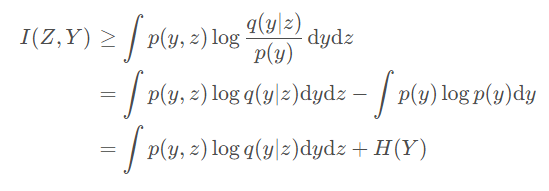 I(Z,Y) ≥ ∫ p(y,z) log q(y|z)/p(y) dydz
= ∫ p(y,z) log q(y|z)dydz − ∫ p(y) log p(y)dy
= ∫ p(y,z) log q(y|z)dydz + H(Y)